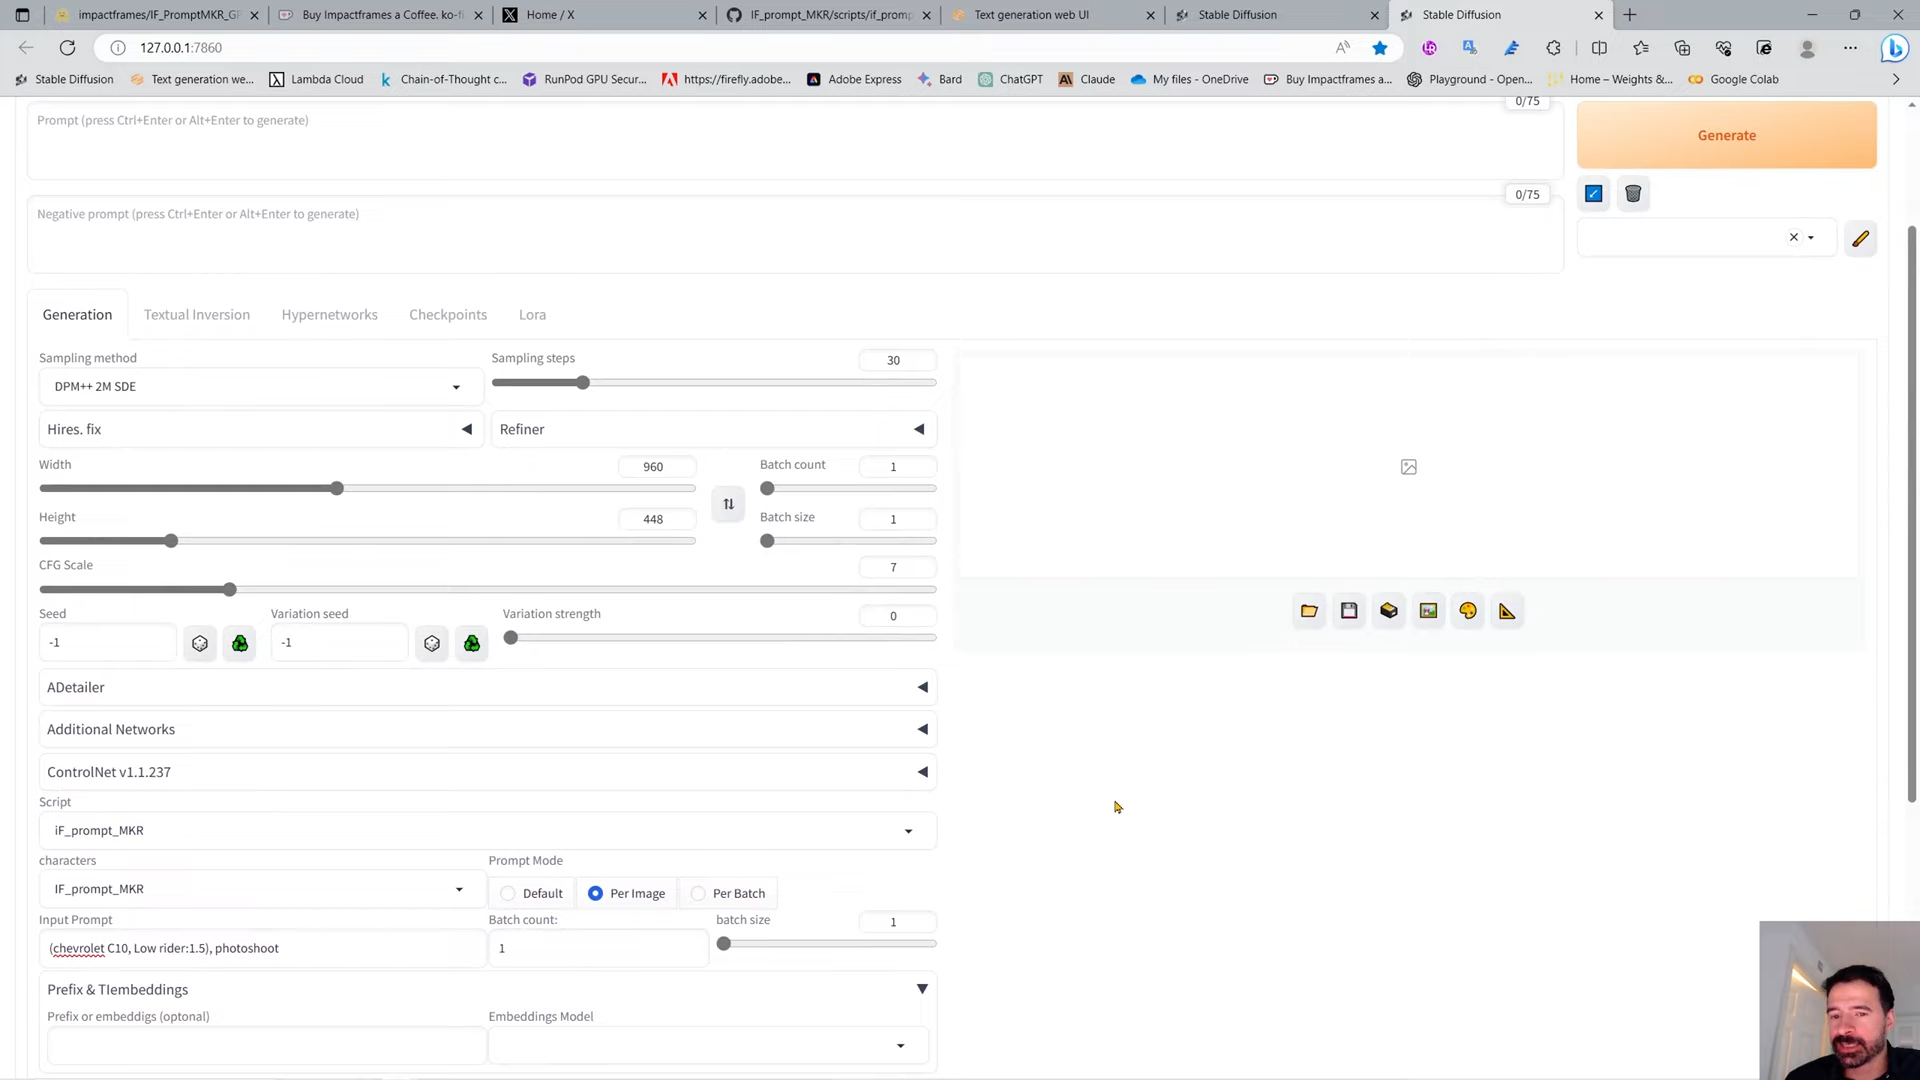 impactframes/IF_PromptMKR_GP
Buy Impactframes a Coffee. ko-fi
Home / X
IF_prompt_MKR/scripts/if_promp
Text generation web UI
Stable Diffusion
Stable Diffusion
127.0.0.1:7860
Stable Diffusion
Text generation we...
Lambda Cloud
Chain-of-Thought c...
RunPod GPU Secur...
https://firefly.adobe...
Adobe Express
Bard
ChatGPT
Claude
My files - OneDrive
Buy Impactframes a...
Playground - Open...
Home – Weights &...
Google Colab
0/75
Prompt (press Ctrl+Enter or Alt+Enter to generate)
Generate
0/75
Negative prompt (press Ctrl+Enter or Alt+Enter to generate)
Generation
Textual Inversion
Hypernetworks
Checkpoints
Lora
Sampling method
Sampling steps
30
DPM++ 2M SDE
Hires. fix
Refiner
Width
960
Batch count
1
Height
448
Batch size
1
CFG Scale
7
Seed
Variation seed
Variation strength
0
-1
-1
ADetailer
Additional Networks
ControlNet v1.1.237
Script
iF_prompt_MKR
characters
Prompt Mode
IF_prompt_MKR
Default
Per Image
Per Batch
Input Prompt
Batch count:
batch size
1
(chevrolet C10, Low rider:1.5), photoshoot
1
Prefix & TIembeddings
Prefix or embeddigs (optonal)
Embeddings Model